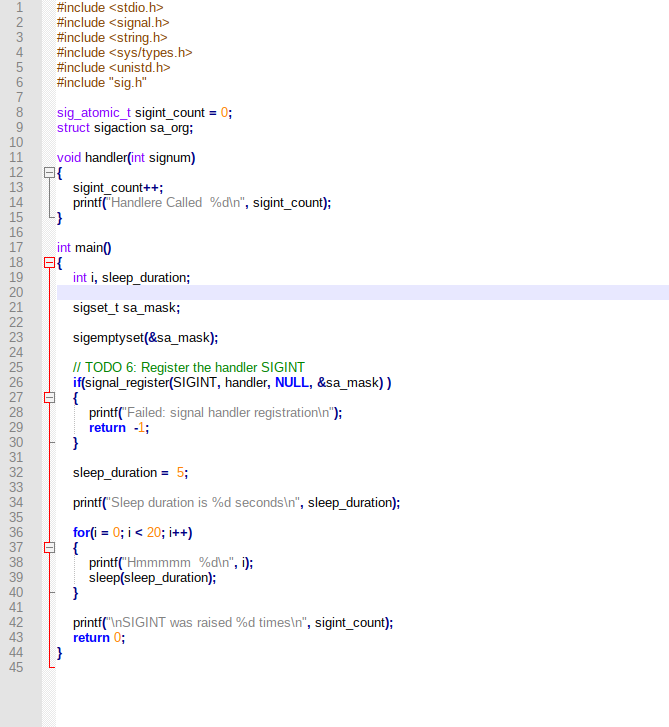 1 #include <stdio.h>
2 #include <signal.h>
3 #include <string.h>
4 #include <sys/types.h>
5 #include <unistd.h>
6 #include "sig.h"
7
8 sig_atomic_t sigint_count = 0;
9 struct sigaction sa_org;
10
11 void handler(int signum)
12 {
13     sigint_count++;
14     printf("Handlere Called  %d\n", sigint_count);
15 }
16
17 int main()
18 {
19     int i, sleep_duration;
20
21     sigset_t sa_mask;
22
23     sigemptyset(&sa_mask);
24
25     // TODO 6: Register the handler SIGINT
26     if(signal_register(SIGINT, handler, NULL, &sa_mask) )
27     {
28         printf("Failed: signal handler registration\n");
29         return  -1;
30     }
31
32     sleep_duration =  5;
33
34     printf("Sleep duration is %d seconds\n", sleep_duration);
35
36     for(i = 0; i < 20; i++)
37     {
38         printf("Hmmmmm  %d\n", i);
39         sleep(sleep_duration);
40     }
41
42     printf("\nSIGINT was raised %d times\n", sigint_count);
43     return 0;
44 }
45